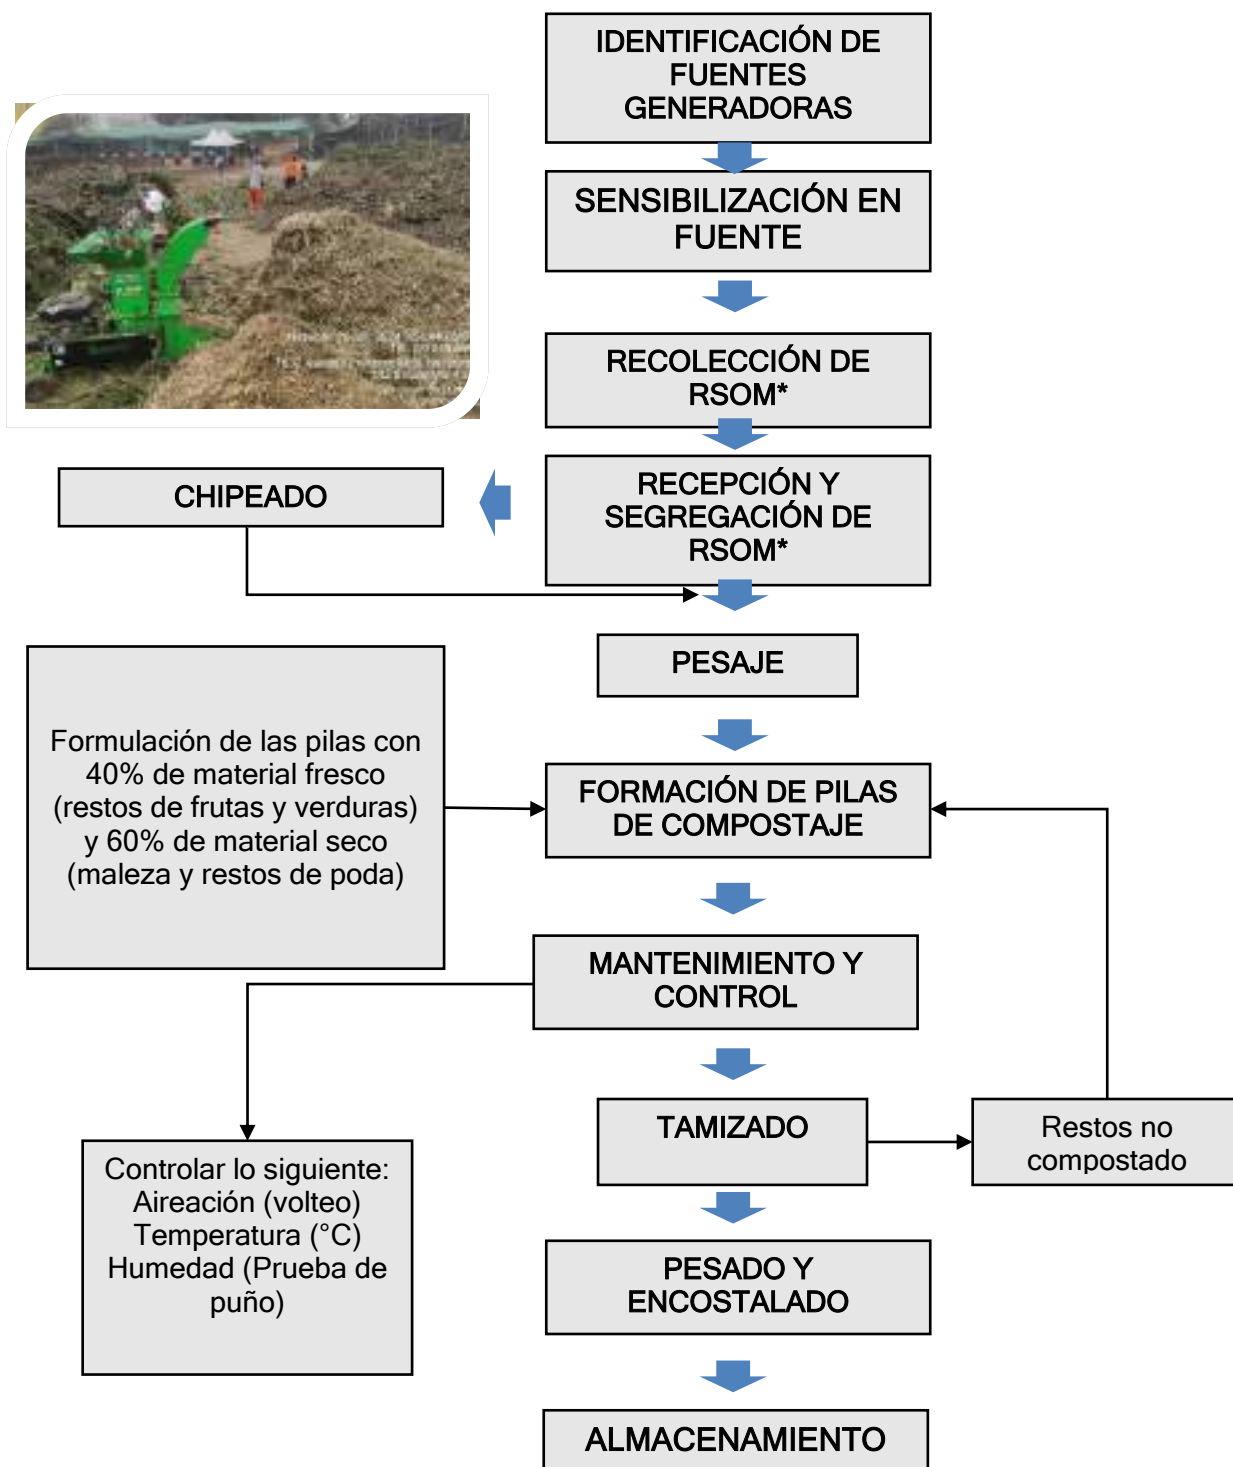 IDENTIFICACIÓN DE
FUENTES
GENERADORAS
SENSIBILIZACIÓN EN
FUENTE
RECOLECCIÓN DE
RSOM*
CHIPEADO
RECEPCIÓN Y
SEGREGACIÓN DE
RSOM*
PESAJE
Formulación de las pilas con
40% de material fresco
(restos de frutas y verduras)
y 60% de material seco
(maleza y restos de poda)
FORMACIÓN DE PILAS
DE COMPOSTAJE
MANTENIMIENTO Y
CONTROL
TAMIZADO
Restos no
compostado
Controlar lo siguiente:
Aireación (volteo)
Temperatura (°C)
Humedad (Prueba de
puño)
PESADO Y
ENCOSTALADO
ALMACENAMIENTO